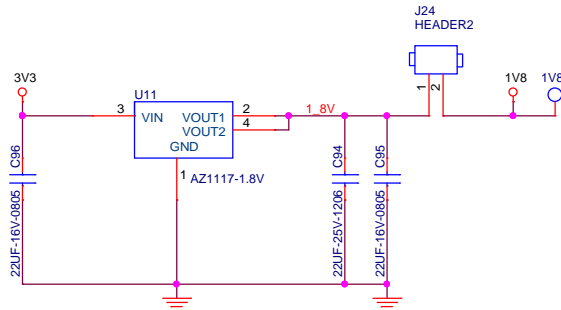 J24
HEADER2
3V3
U11
1
2
1V8
1V8
3
VIN
VOUT1
2
1_8V
VOUT2
4
GND
1
AZ1117-1.8V
C96
22UF-16V-0805
C94
22UF-25V-1206
C95
22UF-16V-0805